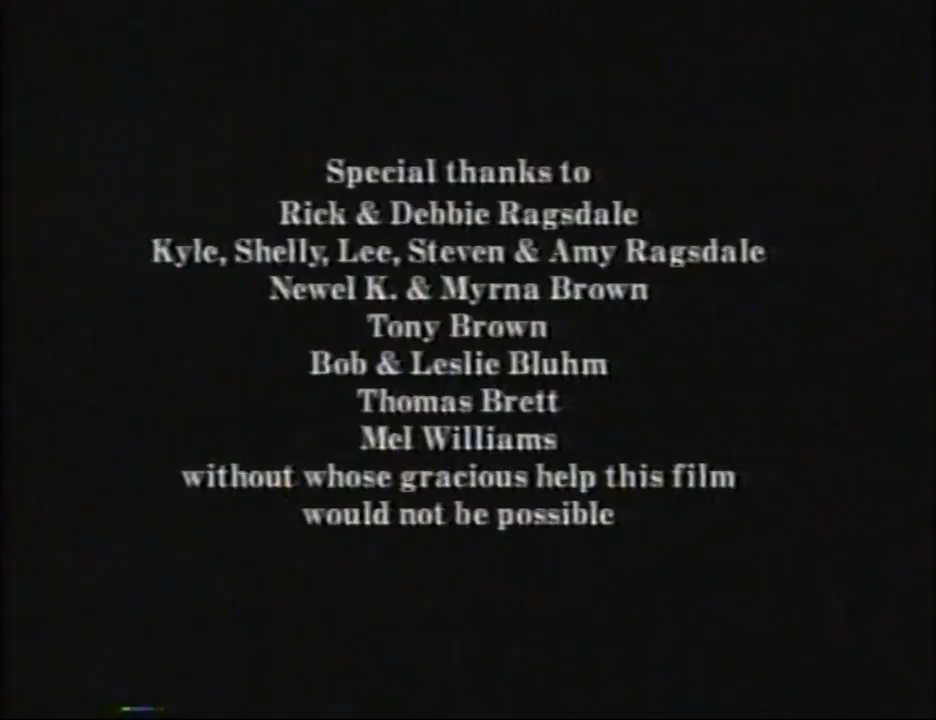 Special thanks to
Rick & Debbie Ragsdale
Kyle, Shelly, Lee, Steven & Amy Ragsdale
Newel K. & Myrna Brown
Tony Brown
Bob & Leslie Bluhm
Thomas Brett
Mel Williams
without whose gracious help this film
would not be possible